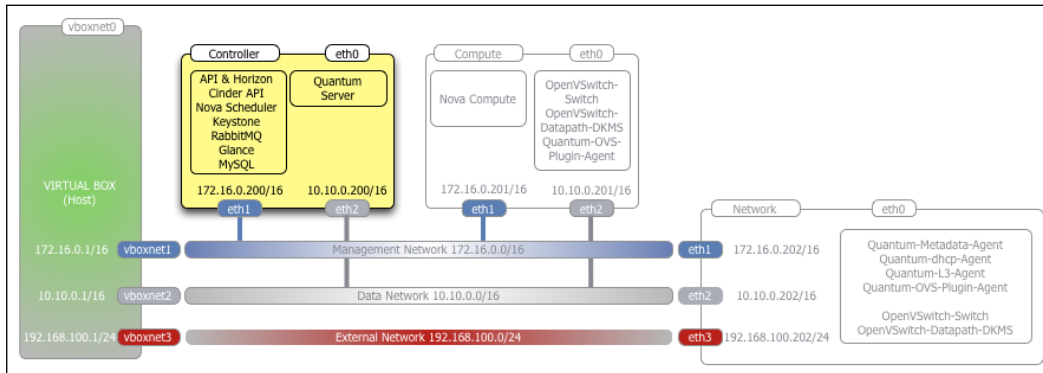 vboxnet0
VIRTUAL BOX
(Host)
172.16.0.1/16
vboxnet1
10.10.0.1/16
vboxnet2
192.168.100.1/24
vboxnet3
Controller
eth0
API & Horizon
Cinder API
Nova Scheduler
Keystone
RabbitMQ
Glance
MySQL
Quantum
Server
172.16.0.200/16
10.10.0.200/16
eth1
eth2
Compute
eth0
Nova Compute
OpenVSwitch-
Switch
OpenVSwitch-
Datapath-DKMS
Quantum-OVS-
Plugin-Agent
172.16.0.201/16
10.10.0.201/16
eth1
eth2
Management Network 172.16.0.0/16
Data Network 10.10.0.0/16
External Network 192.168.100.0/24
Network
eth0
eth1
172.16.0.202/16
eth2
10.10.0.202/16
eth3
192.168.100.202/24
Quantum-Metadata-Agent
Quantum-dhcp-Agent
Quantum-L3-Agent
Quantum-OVS-Plugin-Agent
OpenVSwitch-Switch
OpenVSwitch-Datapath-DKMS